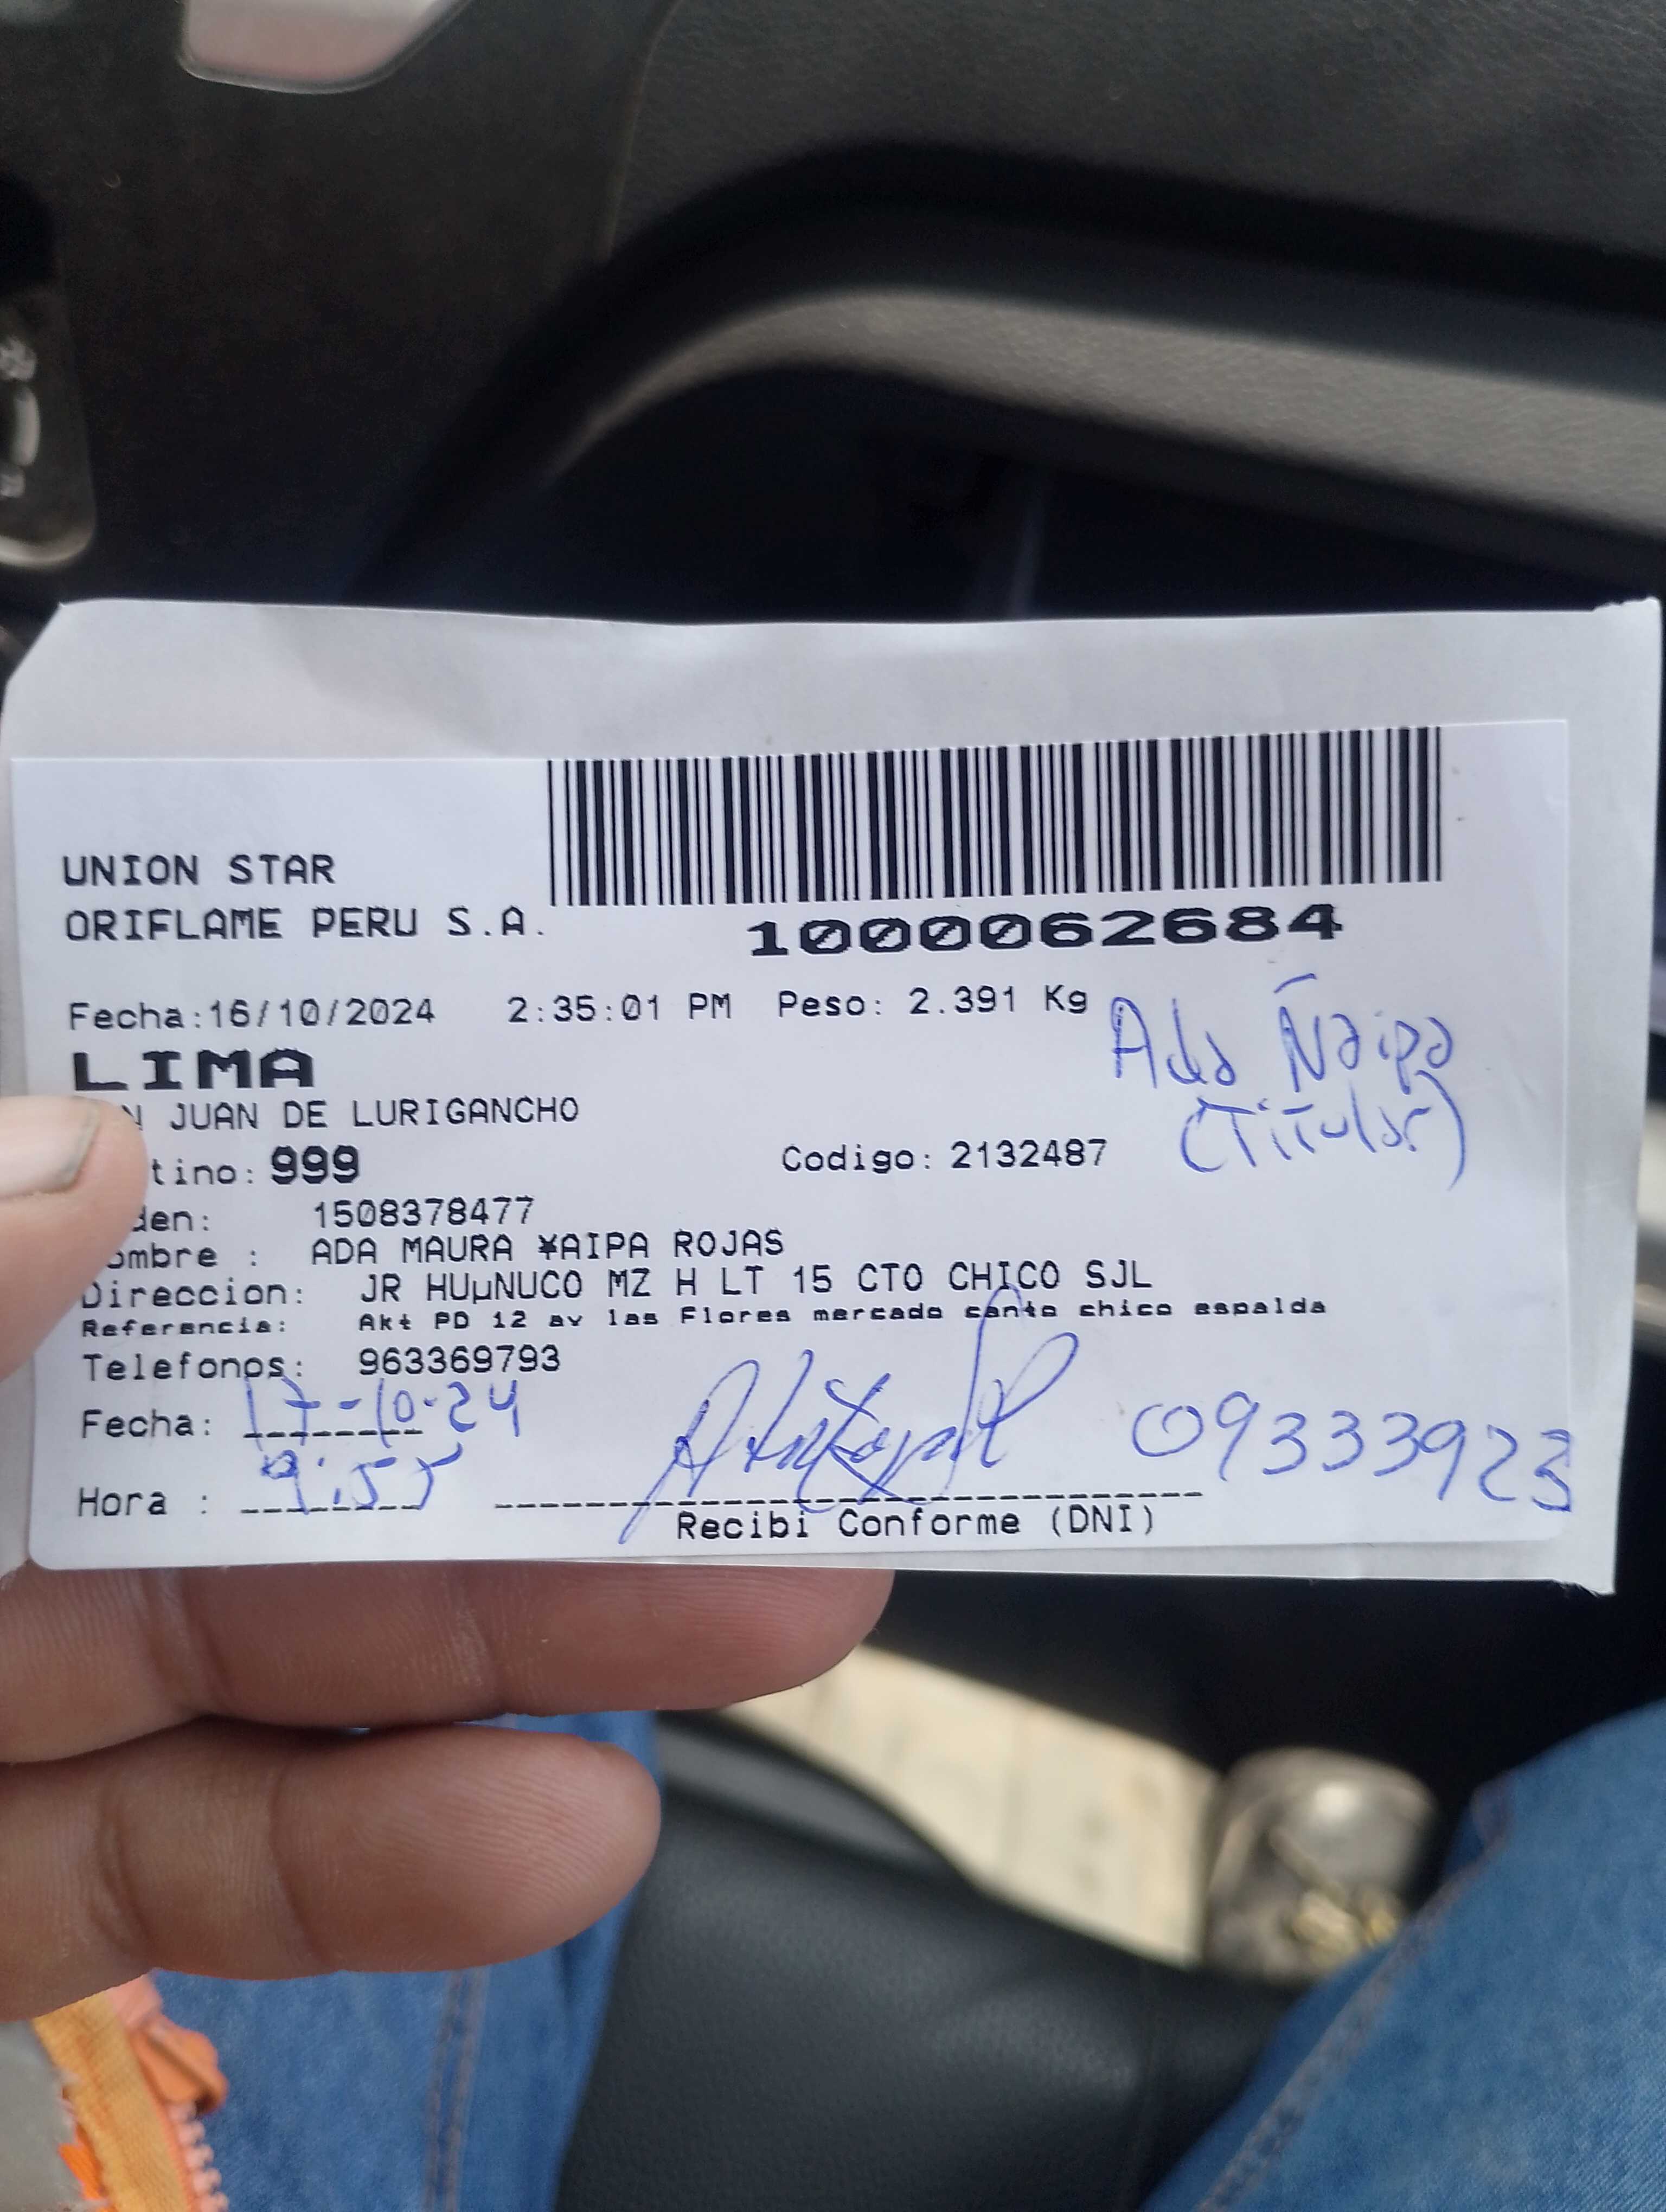 UNION STAR
ORIFLAME PERU S.A.
1000062684
Fecha:16/10/2024 2:35:01 PM Peso: 2.391 Kg
Ada Ñaipa
(Titular)
LIMA
N JUAN DE LURIGANCHO
tino: 999 Codigo: 2132487
den: 1508378477
ombre : ADA MAURA ¥AIPA ROJAS
Direccion: JR HUµNUCO MZ H LT 15 CTO CHICO SJL
Referencia: Akt PD 12 av las Flores mercado canto chico espalda
Telefonos: 963369793
Fecha: 17-10-24
Hora : 9:55
09333923
Recibi Conforme (DNI)